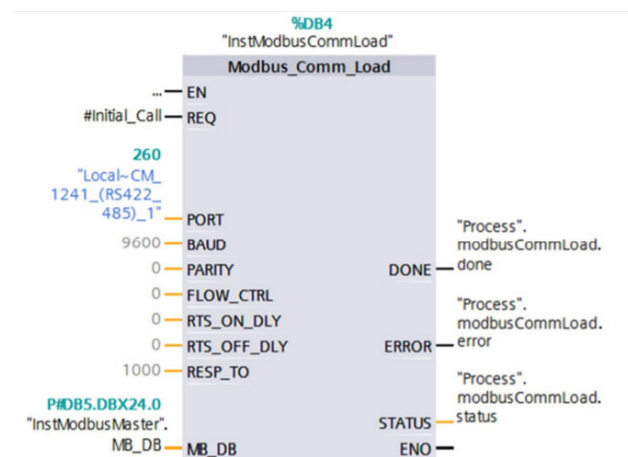 %DB4
"InstModbusCommLoad"
Modbus_Comm_Load
... EN
#Initial_Call REQ
260
"Local~CM_
1241_(RS422_
485)_1" PORT
"Process".
9600 BAUD modbusCommLoad.
0 PARITY DONE done
0 FLOW_CTRL "Process".
0 RTS_ON_DLY modbusCommLoad.
0 RTS_OFF_DLY ERROR error
1000 RESP_TO "Process".
P#DB5.DBX24.0 modbusCommLoad.
"InstModbusMaster". STATUS status
MB_DB MB_DB ENO